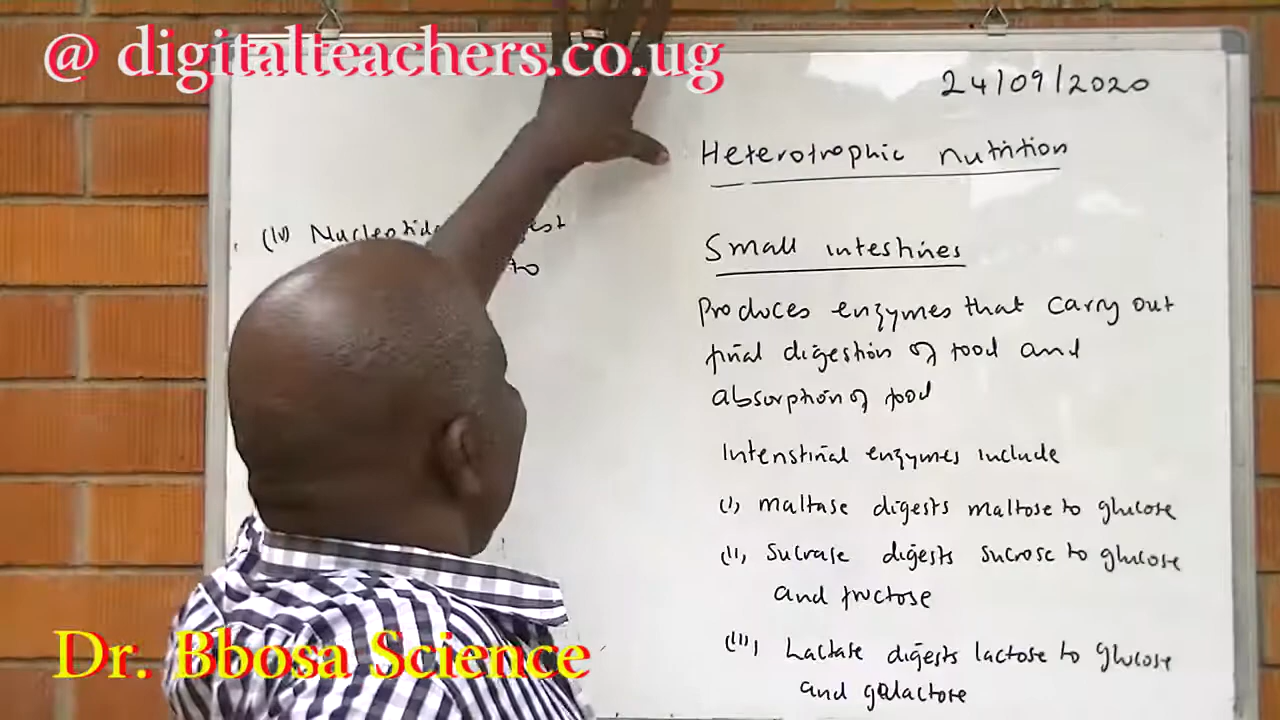 @ digitalteachers.co.ug
24/09/2020
Heterotrophic nutrition
(iv)
to
Small intestines
Produces enzymes that carry out
final digestion of food and
absorption of food
Intenstinal enzymes include
(i) Maltase digests maltose to glucose
(ii) Sucrase digests sucrose to glucose
and fructose
(iii) Lactase digests lactose to glucose
and galactose
Dr. Bbosa Science